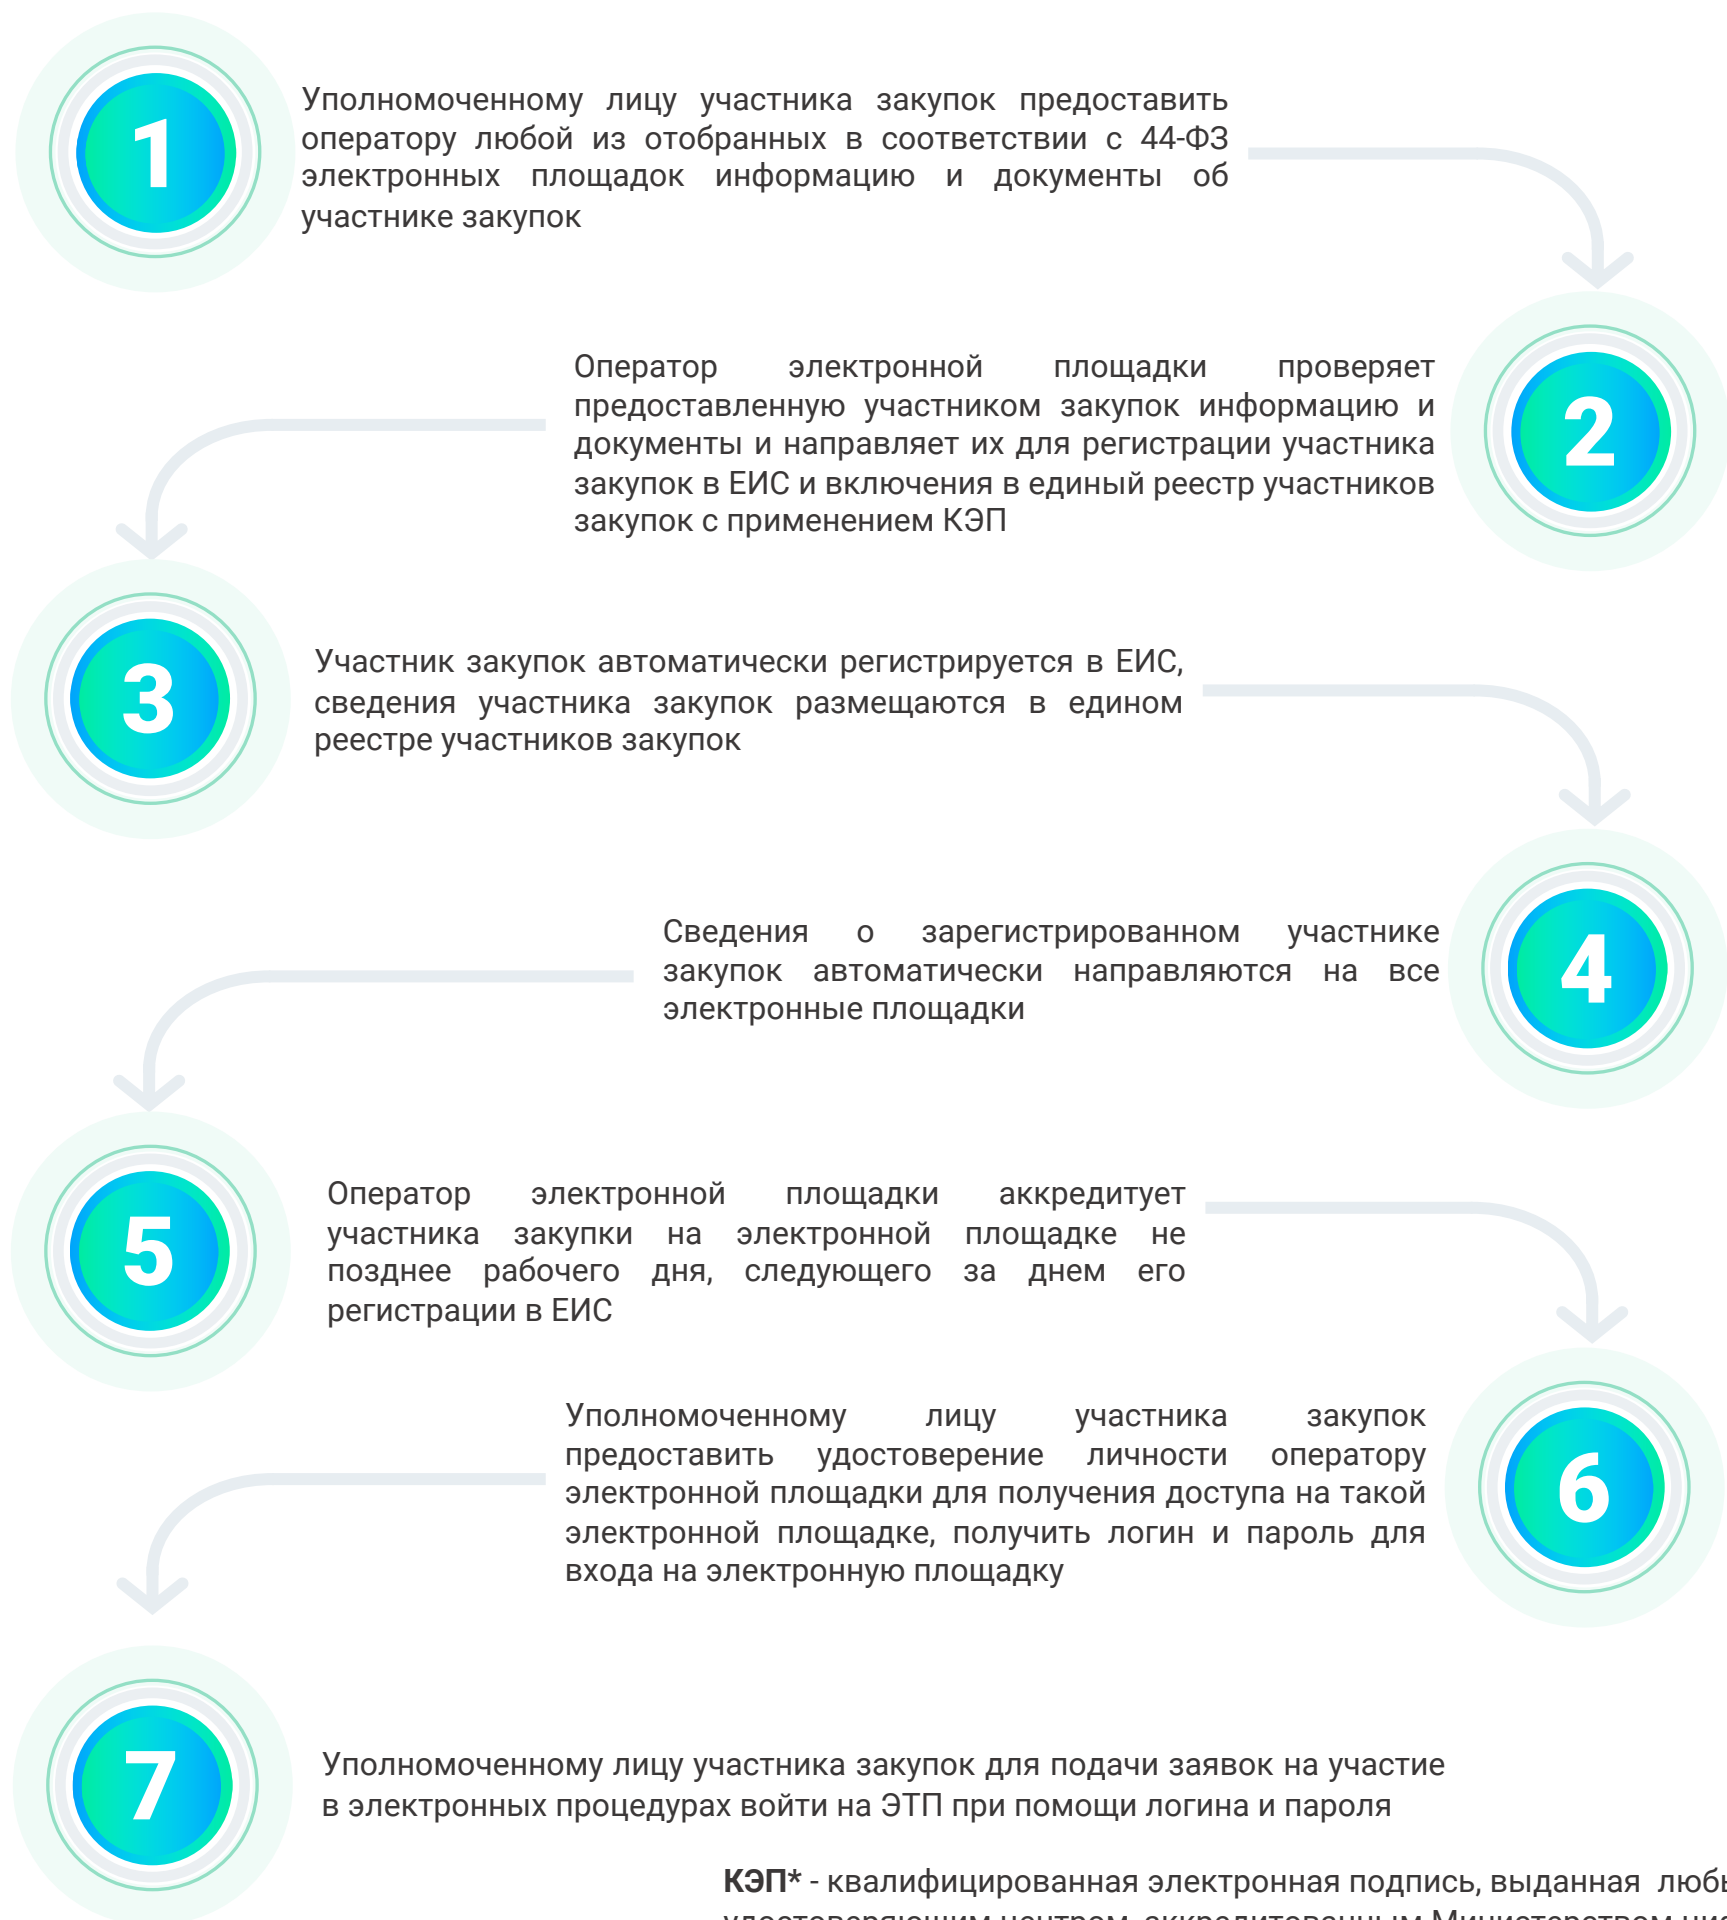 1
Уполномоченному лицу участника закупок предоставить
оператору любой из отобранных в соответствии с 44-ФЗ
электронных площадок информацию и документы об
участнике закупок
2
Оператор электронной площадки проверяет
предоставленную участником закупок информацию и
документы и направляет их для регистрации участника
закупок в ЕИС и включения в единый реестр участников
закупок с применением КЭП
3
Участник закупок автоматически регистрируется в ЕИС,
сведения участника закупок размещаются в едином
реестре участников закупок
4
Сведения о зарегистрированном участнике
закупок автоматически направляются на все
электронные площадки
5
Оператор электронной площадки аккредитует
участника закупки на электронной площадке не
позднее рабочего дня, следующего за днем его
регистрации в ЕИС
6
Уполномоченному лицу участника закупок
предоставить удостоверение личности оператору
электронной площадки для получения доступа на такой
электронной площадке, получить логин и пароль для
входа на электронную площадку
7
Уполномоченному лицу участника закупок для подачи заявок на участие
в электронных процедурах войти на ЭТП при помощи логина и пароля
КЭП* - квалифицированная электронная подпись, выданная
удостоверяющим центром, аккредитованным Министерством